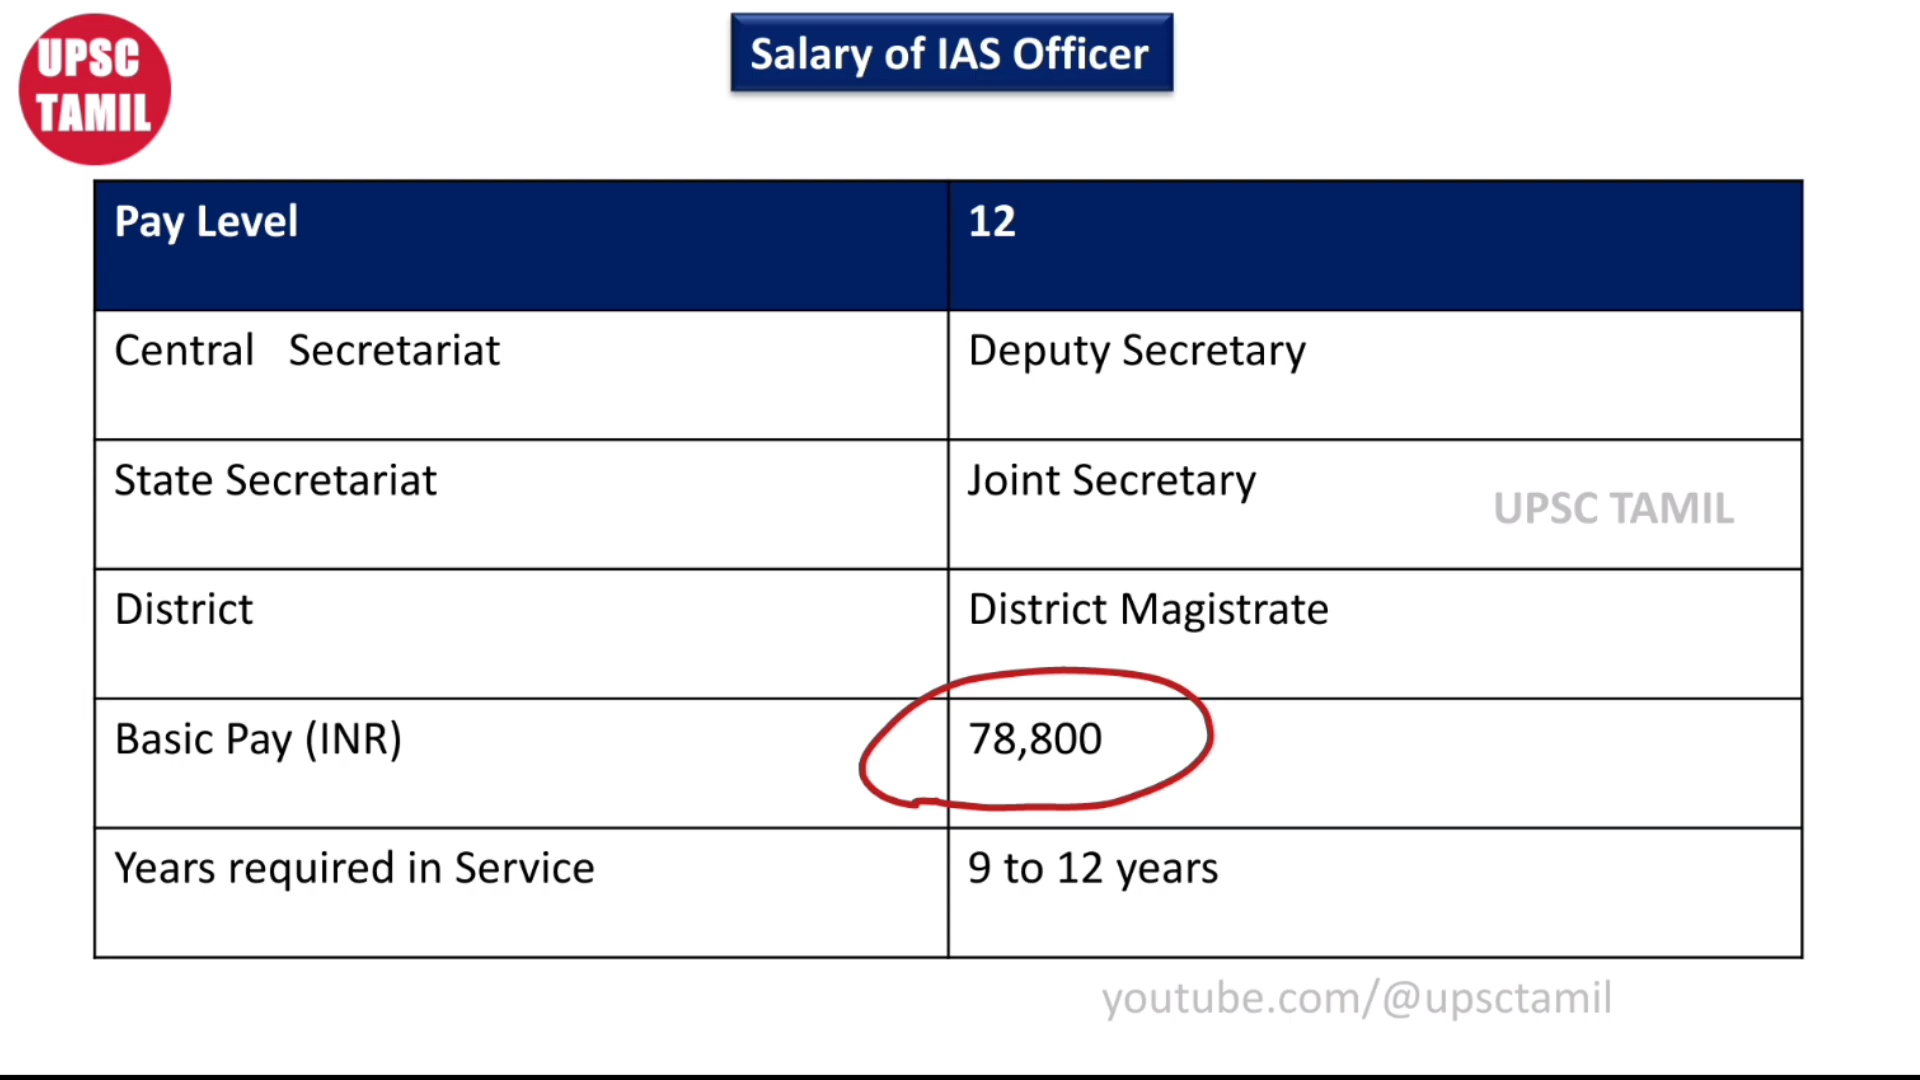 UPSC
TAMIL
Salary of IAS Officer
Pay Level 12
Central Secretariat Deputy Secretary
State Secretariat Joint Secretary
UPSC TAMIL
District District Magistrate
Basic Pay (INR) 78,800
Years required in Service 9 to 12 years
youtube.com/@upsctamil